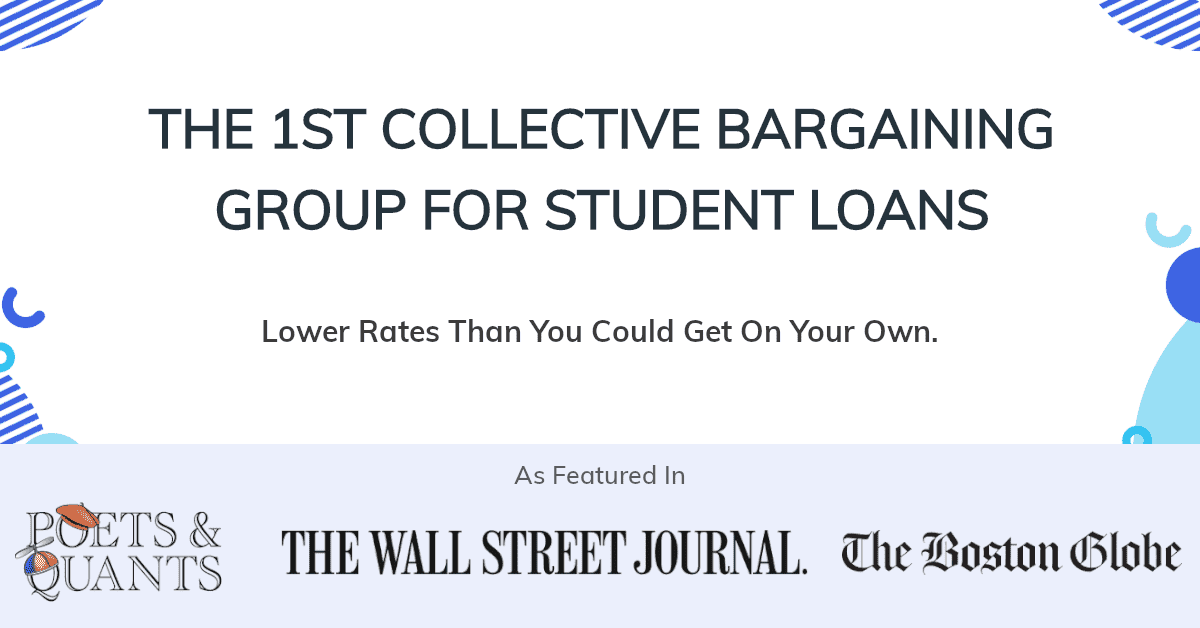 THE 1ST COLLECTIVE BARGAINING
GROUP FOR STUDENT LOANS
Lower Rates Than You Could Get On Your Own.
As Featured In
POETS &
QUANTS
THE WALL STREET JOURNAL.
The Boston Globe